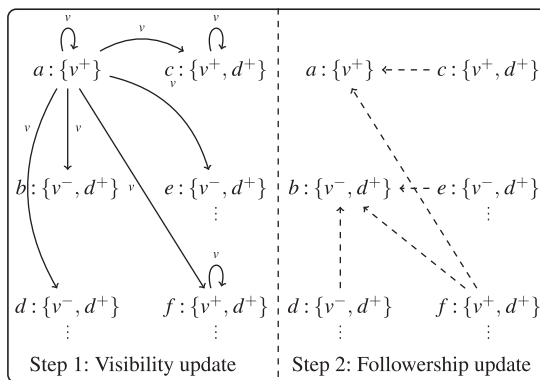 v v
v
a : {v⁺} c : {v⁺, d⁺} a : {v⁺} c : {v⁺, d⁺}
v
v
b : {v⁻, d⁺} v e : {v⁻, d⁺} b : {v⁻, d⁺} e : {v⁻, d⁺}
⋮ ⋮
v
d : {v⁻, d⁺} f : {v⁺, d⁺} d : {v⁻, d⁺} f : {v⁺, d⁺}
⋮ ⋮ ⋮ ⋮
Step 1: Visibility update Step 2: Followership update